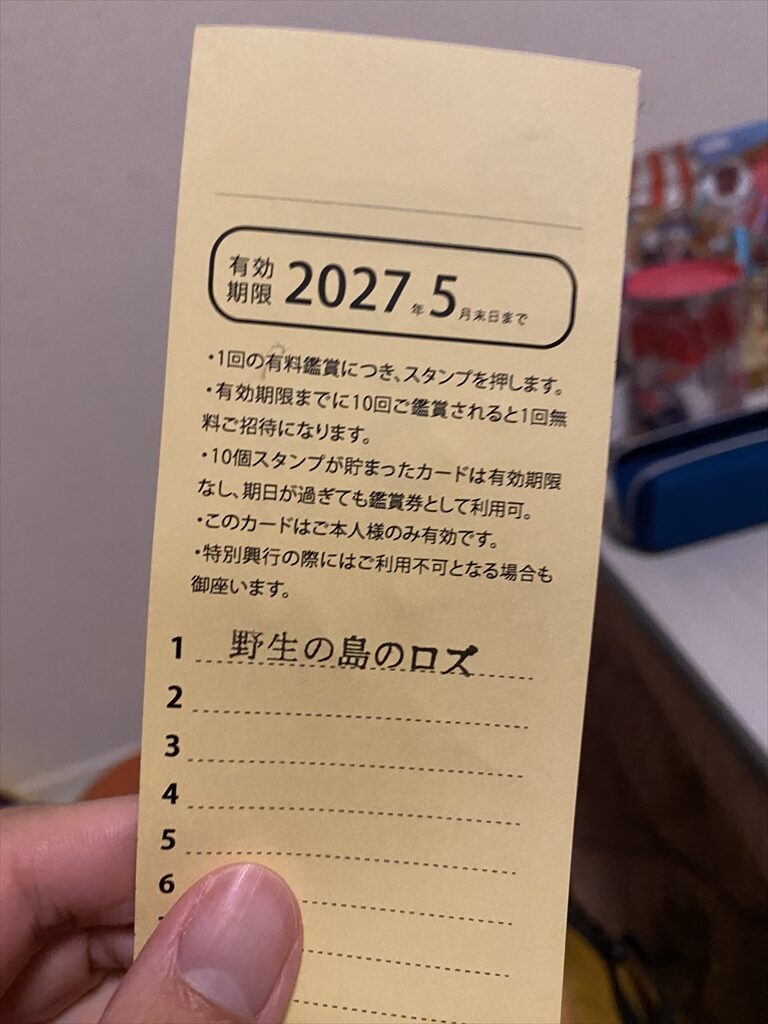 有効
期限 2027年5月末日まで
・1回の有料鑑賞につき、スタンプを押します。
・有効期限までに10回ご鑑賞されると1回無
料ご招待になります。
・10個スタンプが貯まったカードは有効期限
なし、期日が過ぎても鑑賞券として利用可。
・このカードはご本人様のみ有効です。
・特別興行の際にはご利用不可となる場合も
御座います。
1 野生の島のロズ
2
3
4
5
6